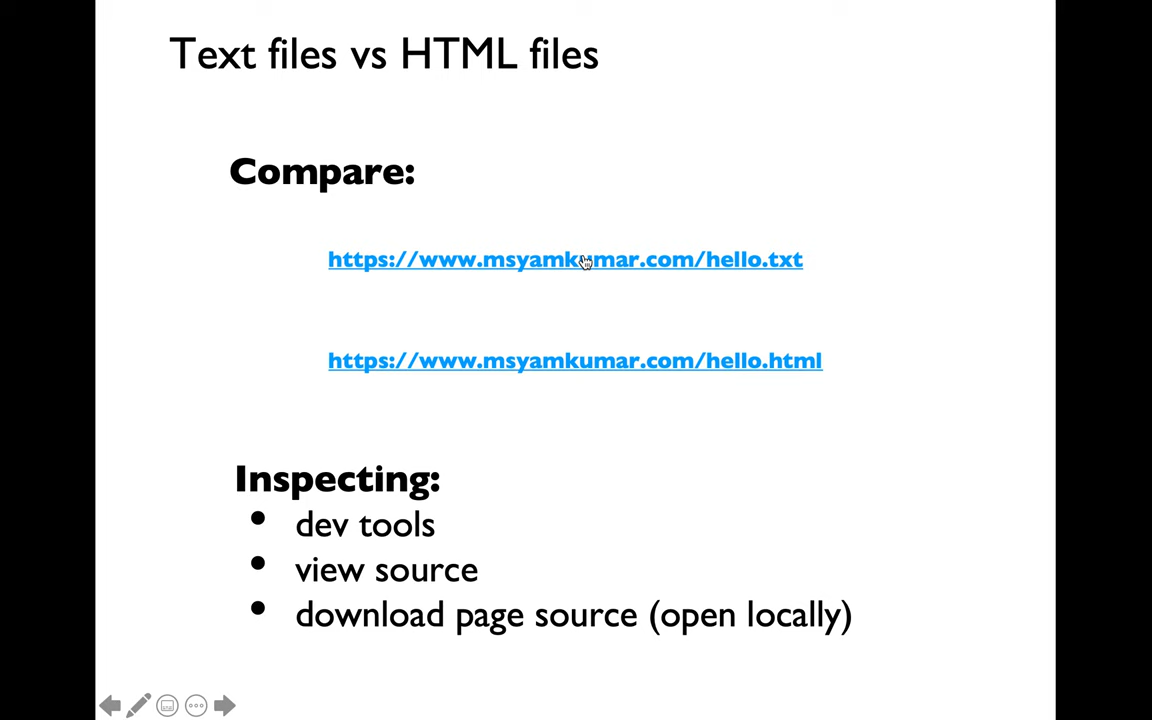 Text files vs HTML files
Compare:
https://www.msyamkumar.com/hello.txt
https://www.msyamkumar.com/hello.html
Inspecting:
• dev tools
• view source
• download page source (open locally)